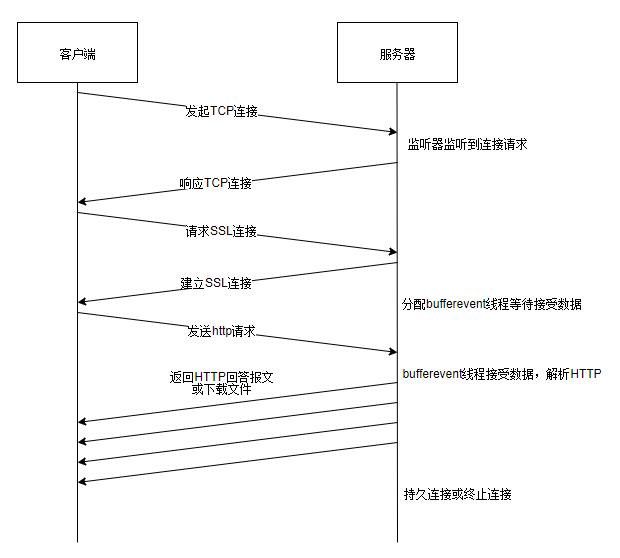 客户端
服务器
发起TCP连接
监听器监听到连接请求
响应TCP连接
请求SSL连接
建立SSL连接
分配bufferevent线程等待接受数据
发送http请求
bufferevent线程接受数据，解析HTTP
返回HTTP回答报文
或下载文件
持久连接或终止连接